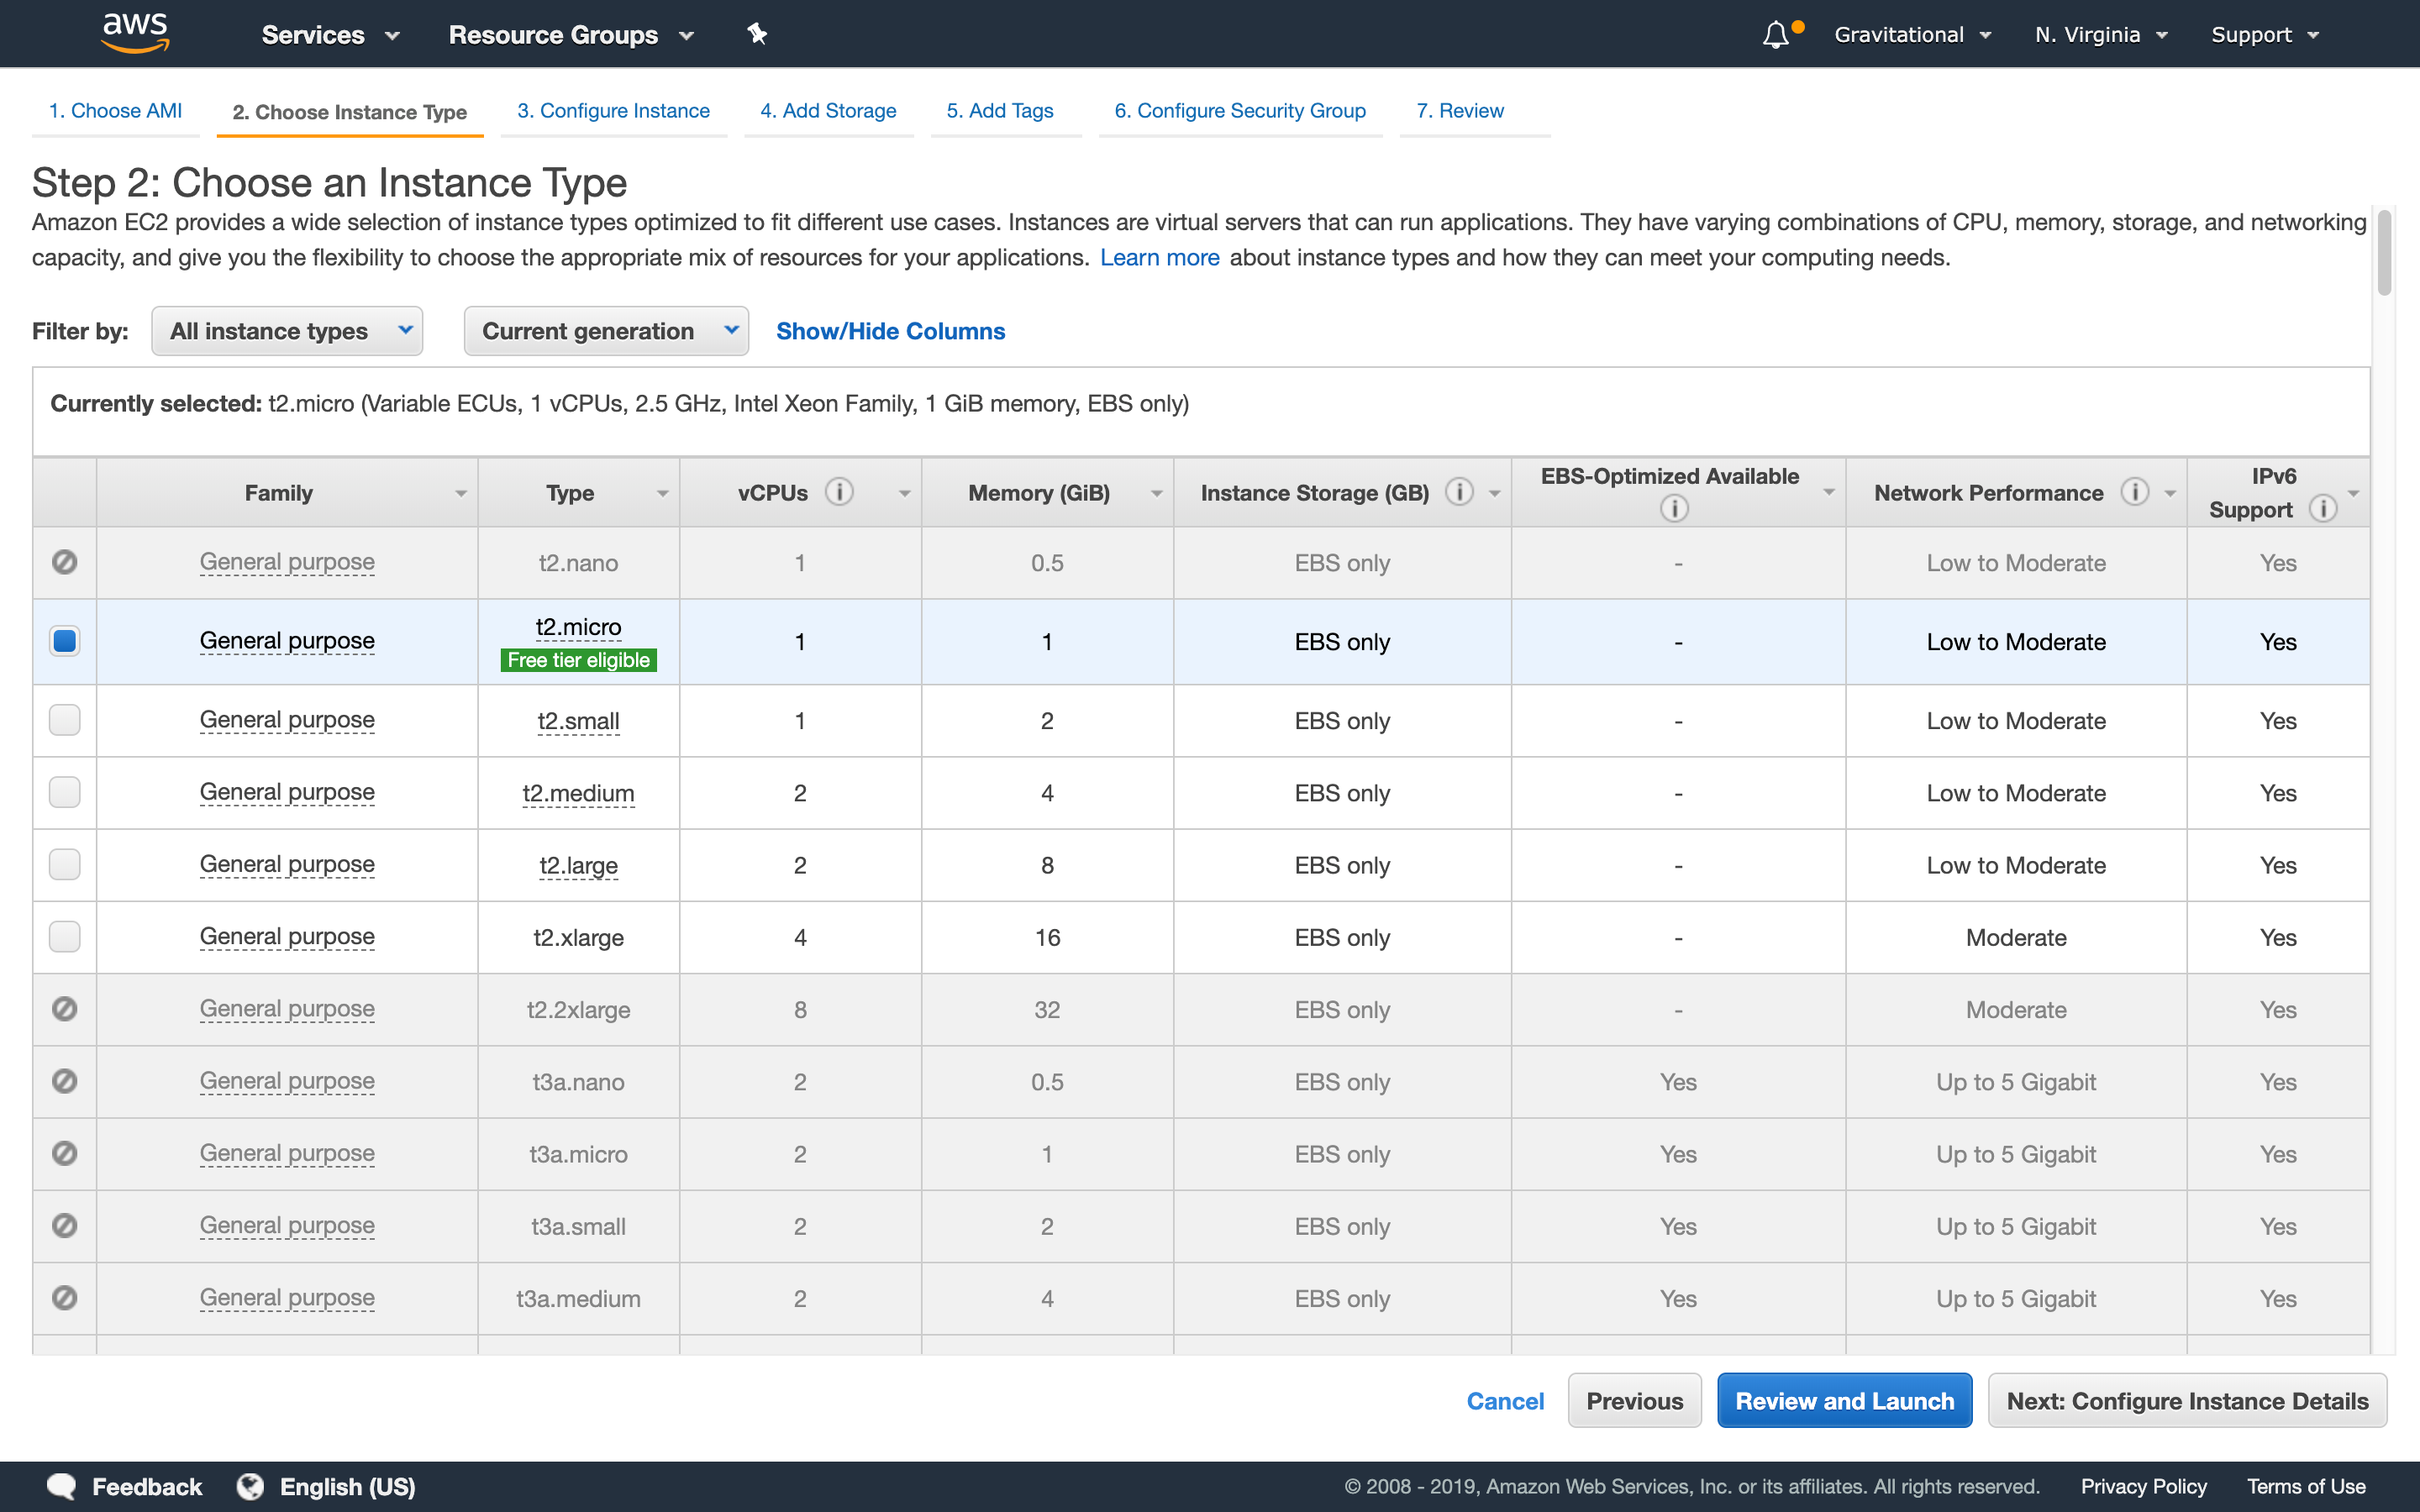 aws Services Resource Groups Gravitational N. Virginia Support
1. Choose AMI 2. Choose Instance Type 3. Configure Instance 4. Add Storage 5. Add Tags 6. Configure Security Group 7. Review
Step 2: Choose an Instance Type
Amazon EC2 provides a wide selection of instance types optimized to fit different use cases. Instances are virtual servers that can run applications. They have varying combinations of CPU, memory, storage, and networking
capacity, and give you the flexibility to choose the appropriate mix of resources for your applications. Learn more about instance types and how they can meet your computing needs.
Filter by: All instance types Current generation Show/Hide Columns
Currently selected: t2.micro (Variable ECUs, 1 vCPUs, 2.5 GHz, Intel Xeon Family, 1 GiB memory, EBS only)
Family Type vCPUs i Memory (GiB) Instance Storage (GB) i EBS-Optimized Available i Network Performance i IPv6 Support i
General purpose t2.nano 1 0.5 EBS only - Low to Moderate Yes
General purpose t2.micro Free tier eligible 1 1 EBS only - Low to Moderate Yes
General purpose t2.small 1 2 EBS only - Low to Moderate Yes
General purpose t2.medium 2 4 EBS only - Low to Moderate Yes
General purpose t2.large 2 8 EBS only - Low to Moderate Yes
General purpose t2.xlarge 4 16 EBS only - Moderate Yes
General purpose t2.2xlarge 8 32 EBS only - Moderate Yes
General purpose t3a.nano 2 0.5 EBS only Yes Up to 5 Gigabit Yes
General purpose t3a.micro 2 1 EBS only Yes Up to 5 Gigabit Yes
General purpose t3a.small 2 2 EBS only Yes Up to 5 Gigabit Yes
General purpose t3a.medium 2 4 EBS only Yes Up to 5 Gigabit Yes
Cancel Previous Review and Launch Next: Configure Instance Details
Feedback English (US) © 2008 - 2019, Amazon Web Services, Inc. or its affiliates. All rights reserved. Privacy Policy Terms of Use